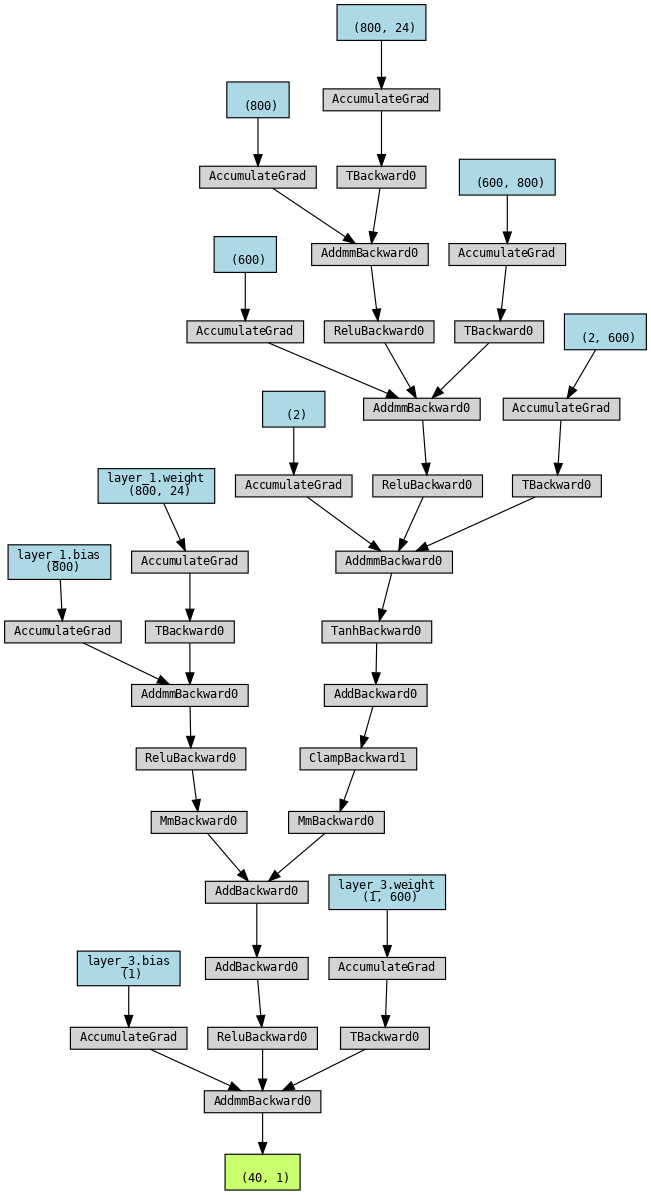 (800, 24)
AccumulateGrad
(800)
AccumulateGrad
TBackward0
(600, 800)
AddmmBackward0
AccumulateGrad
(600)
AccumulateGrad
ReluBackward0
TBackward0
(2, 600)
AddmmBackward0
AccumulateGrad
(2)
AccumulateGrad
ReluBackward0
TBackward0
layer_1.weight
(800, 24)
AccumulateGrad
AddmmBackward0
layer_1.bias
(800)
AccumulateGrad
TBackward0
TanhBackward0
AddmmBackward0
AddBackward0
ReluBackward0
ClampBackward1
MmBackward0
MmBackward0
AddBackward0
layer_3.weight
(1, 600)
layer_3.bias
(1)
AddBackward0
AccumulateGrad
AccumulateGrad
ReluBackward0
TBackward0
AddmmBackward0
(40, 1)